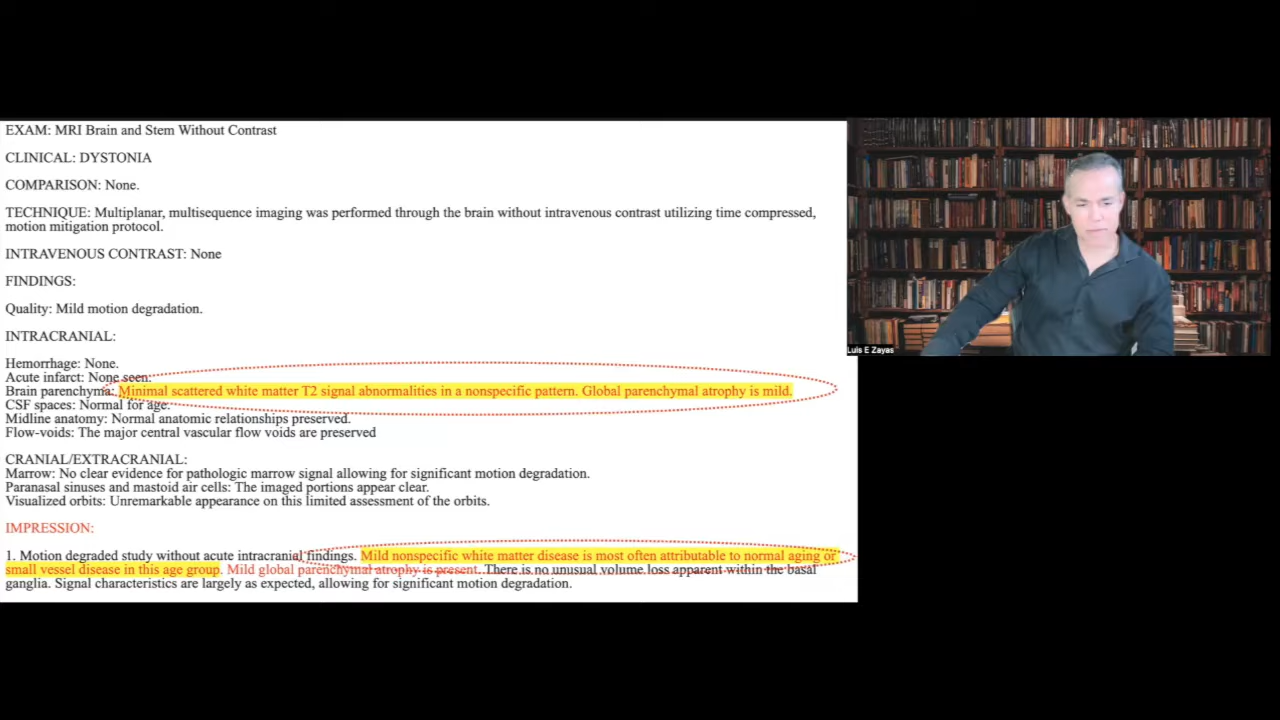 EXAM: MRI Brain and Stem Without Contrast
CLINICAL: DYSTONIA
COMPARISON: None.
TECHNIQUE: Multiplanar, multisequence imaging was performed through the brain without intravenous contrast utilizing time compressed,
motion mitigation protocol.
INTRAVENOUS CONTRAST: None
FINDINGS:
Quality: Mild motion degradation.
INTRACRANIAL:
Hemorrhage: None.
Acute infarct: None seen.
Brain parenchyma: Minimal scattered white matter T2 signal abnormalities in a nonspecific pattern. Global parenchymal atrophy is mild.
CSF spaces: Normal for age.
Midline anatomy: Normal anatomic relationships preserved.
Flow-voids: The major central vascular flow voids are preserved
CRANIAL/EXTRACRANIAL:
Marrow: No clear evidence for pathologic marrow signal allowing for significant motion degradation.
Paranasal sinuses and mastoid air cells: The imaged portions appear clear.
Visualized orbits: Unremarkable appearance on this limited assessment of the orbits.
IMPRESSION:
1. Motion degraded study without acute intracranial findings. Mild nonspecific white matter disease is most often attributable to normal aging or
small vessel disease in this age group. Mild global parenchymal atrophy is present. There is no unusual volume loss apparent within the basal
ganglia. Signal characteristics are largely as expected, allowing for significant motion degradation.
Luis E Zayas